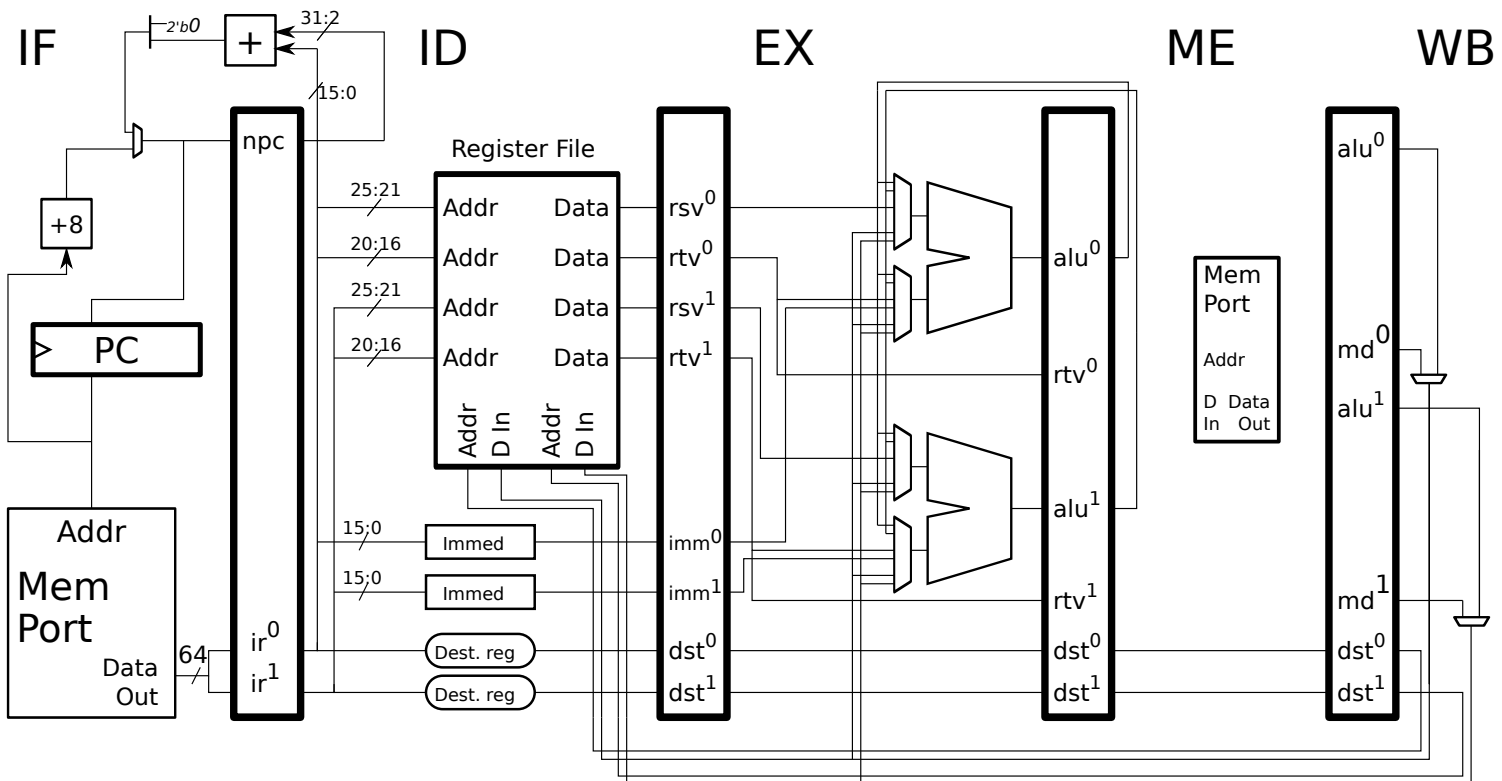 IF
ID
EX
ME
WB
2'b0
+
31:2
15:0
npc
+8
PC
Addr
Mem
Port
Data
Out
64
ir0
ir1
Register File
25:21
Addr
Data
20:16
Addr
Data
25:21
Addr
Data
20:16
Addr
Data
Addr
D In
Addr
D In
15:0
Immed
15:0
Immed
Dest. reg
Dest. reg
rsv0
rtv0
rsv1
rtv1
imm0
imm1
dst0
dst1
alu0
rtv0
alu1
rtv1
dst0
dst1
Mem
Port
Addr
D Data
In Out
alu0
md0
alu1
md1
dst0
dst1